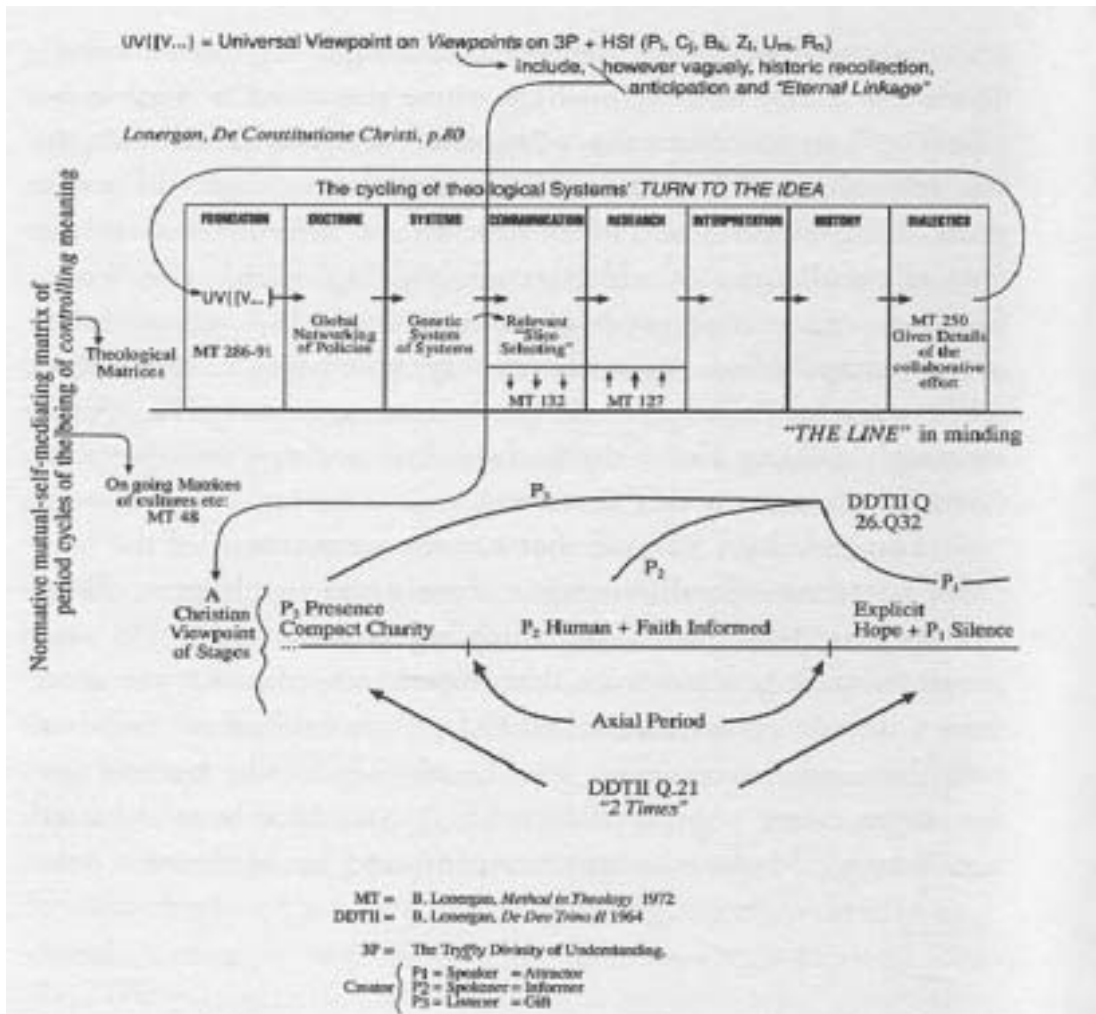 UV([V...) = Universal Viewpoint on Viewpoints on 3P + HSf (Pi, Cj, Bk, Zl, Um, Rn)
include, however vaguely, historic recollection,
anticipation and "Eternal Linkage"
Lonergan, De Constitutione Christi, p.80
The cycling of theological Systems' TURN TO THE IDEA
FOUNDATION DOCTRINE SYSTEMS COMMUNICATION RESEARCH INTERPRETATION HISTORY DIALECTICS
UV([V...
MT 286-91
Global
Networking
of Policies
Genetic
System
of Systems
Relevant
"Slope
Selecting"
MT 132
MT 127
MT 250
Gives Details
of the
collaborative
effort
Normative mutual-self-mediating matrix of
period cycles of the being of controlling meaning
Theological
Matrices
"THE LINE" in minding
On going Matrices
of cultures etc:
MT 48
P3
DDTII Q
26.Q32
P2
P1
A
Christian
Viewpoint
of Stages
P3 Presence
Compact Charity
P2 Human + Faith Informed
Explicit
Hope + P1 Silence
...
Axial Period
DDTII Q.21
"2 Times"
MT = B. Lonergan, Method in Theology 1972
DDTII = B. Lonergan, De Deo Trino II 1964
3P = The Divinity of Understanding.
Creator
P1 = Speaker = Attractor
P2 = Spoken = Informer
P3 = Listener = Gift